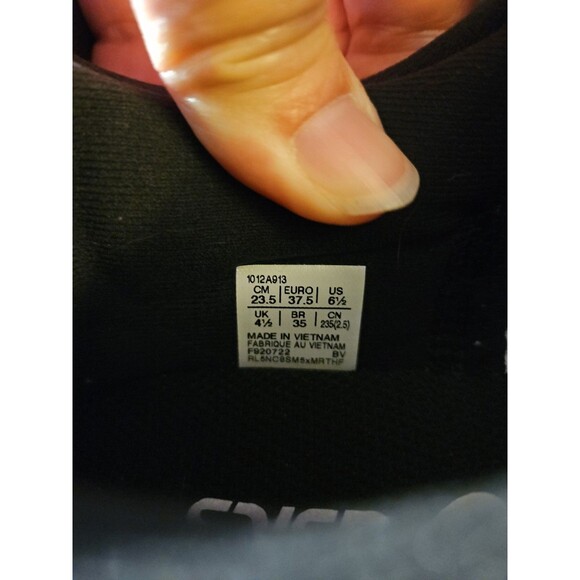 1012A913
CM EURO US
23.5 37.5 6½
UK BR CN
4½ 35 235(2.5)
MADE IN VIETNAM
FABRIQUE AU VIETNAM
F920722 BV